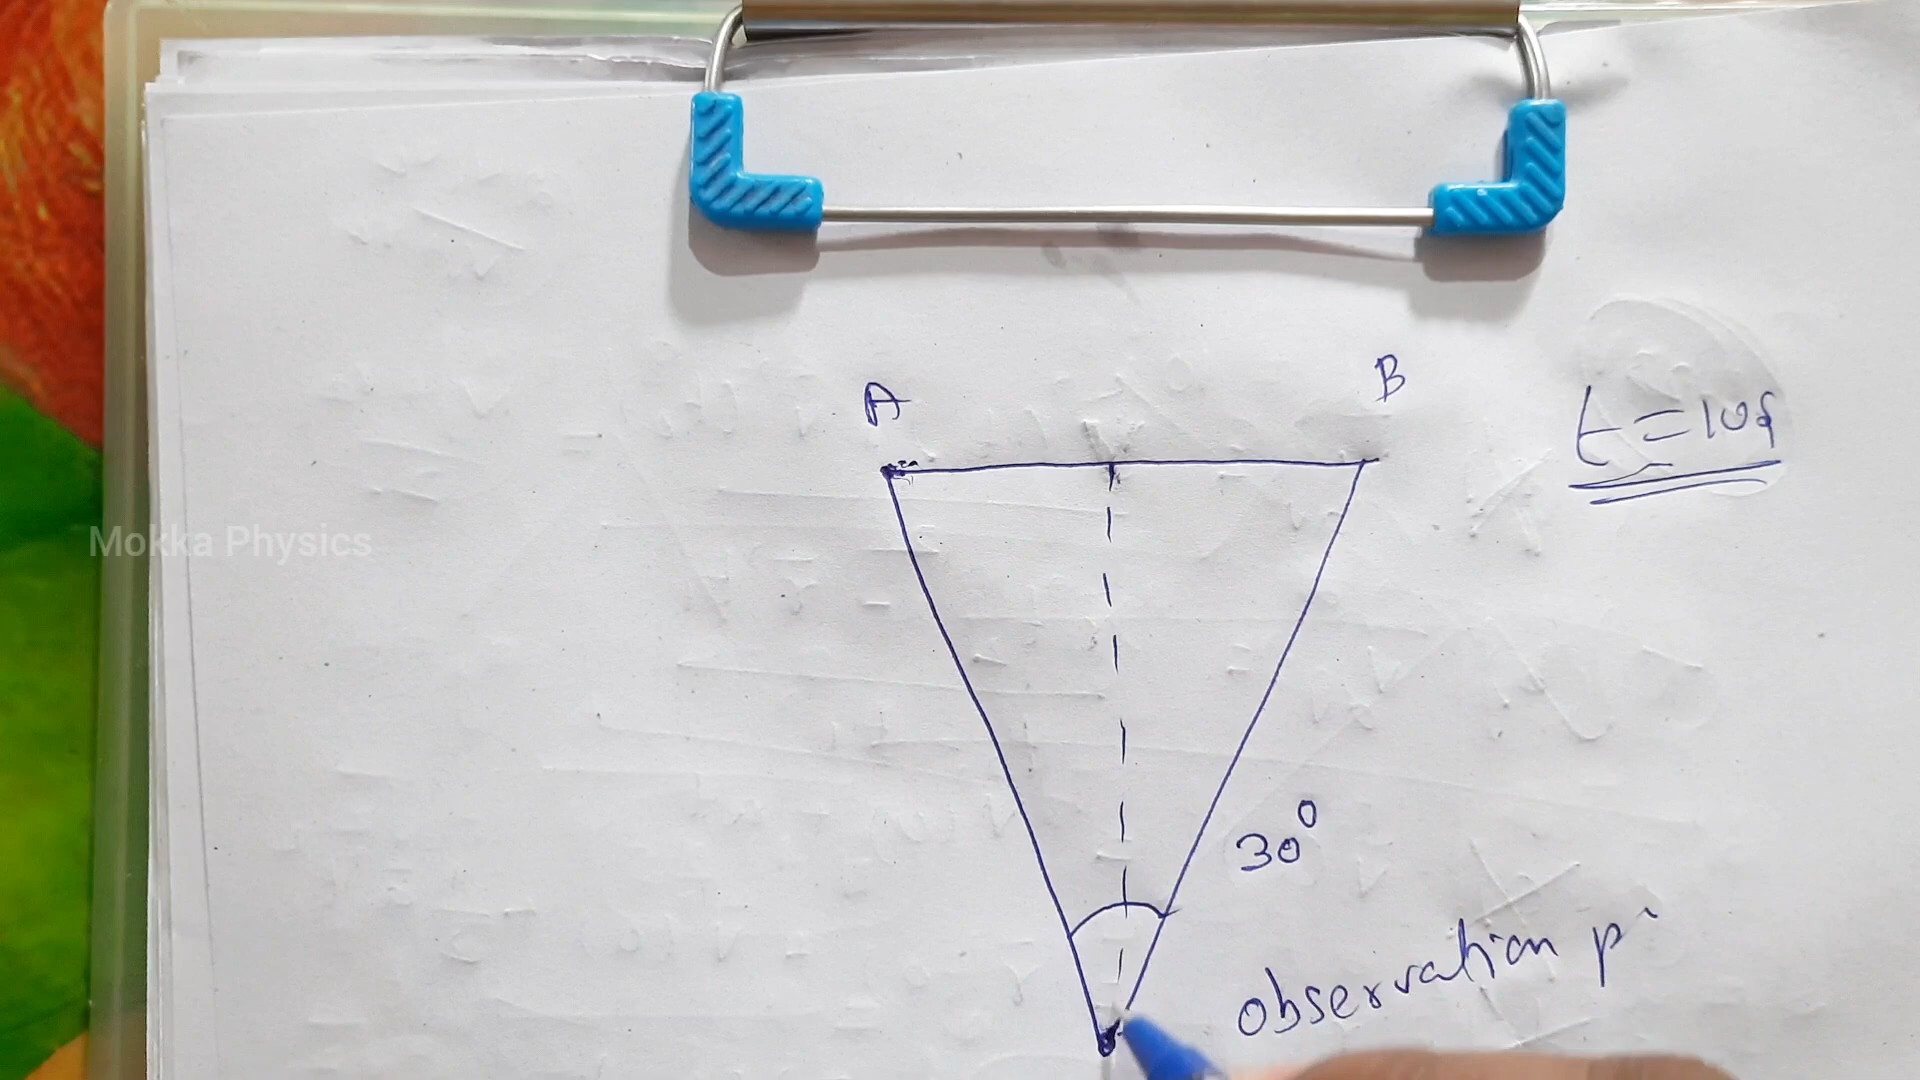 A
B
t = 10s
Mokka Physics
30°
observation p